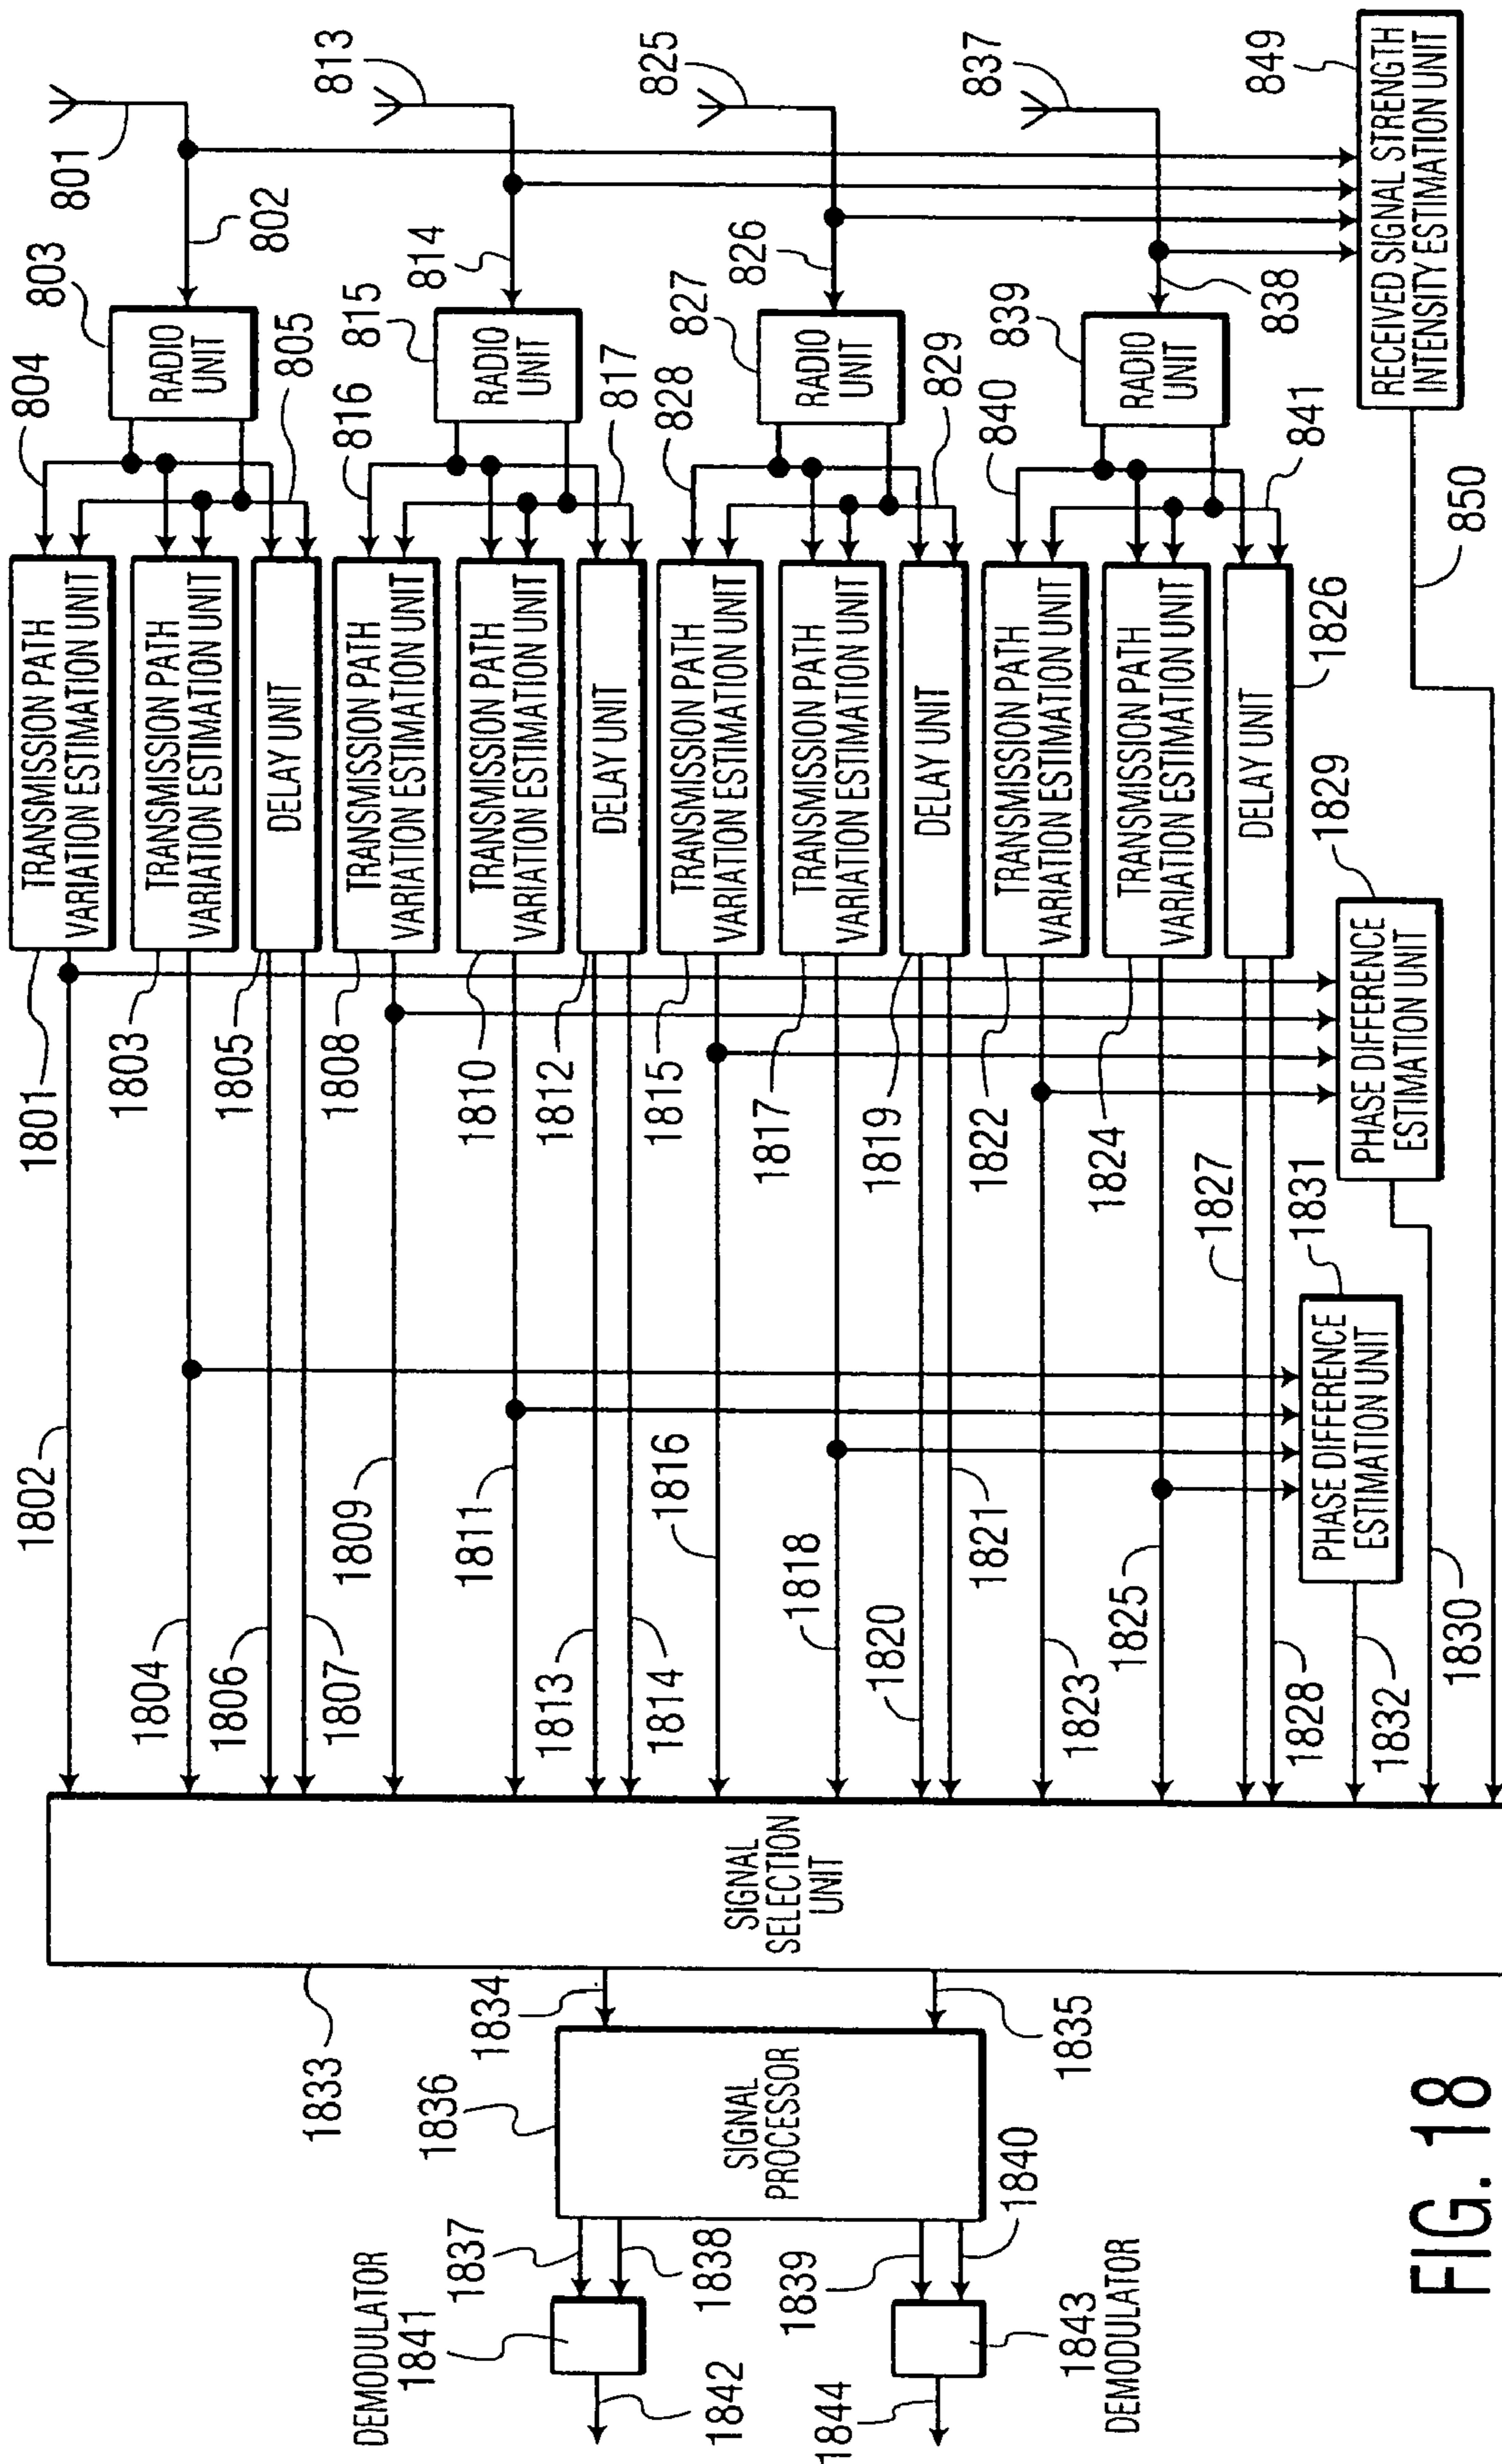 801
802
803
RADIO
UNIT
804
805
TRANSMISSION PATH
VARIATION ESTIMATION UNIT
1801
1802
TRANSMISSION PATH
VARIATION ESTIMATION UNIT
1803
1804
DELAY UNIT
1805
1806
1807
813
814
815
RADIO
UNIT
816
817
TRANSMISSION PATH
VARIATION ESTIMATION UNIT
1808
1809
TRANSMISSION PATH
VARIATION ESTIMATION UNIT
1810
1811
DELAY UNIT
1812
1813
1814
825
826
827
RADIO
UNIT
828
829
TRANSMISSION PATH
VARIATION ESTIMATION UNIT
1815
1816
TRANSMISSION PATH
VARIATION ESTIMATION UNIT
1817
1818
DELAY UNIT
1819
1820
1821
837
838
839
RADIO
UNIT
840
841
TRANSMISSION PATH
VARIATION ESTIMATION UNIT
1822
1823
TRANSMISSION PATH
VARIATION ESTIMATION UNIT
1824
1825
DELAY UNIT
1826
1827
1828
849
RECEIVED SIGNAL STRENGTH
INTENSITY ESTIMATION UNIT
850
1829
PHASE DIFFERENCE
ESTIMATION UNIT
1830
1831
PHASE DIFFERENCE
ESTIMATION UNIT
1832
SIGNAL
SELECTION
UNIT
1833
1834
1835
1836
SIGNAL
PROCESSOR
1837
1838
1839
1840
DEMODULATOR
1841
1842
1843
DEMODULATOR
1844
FIG. 18